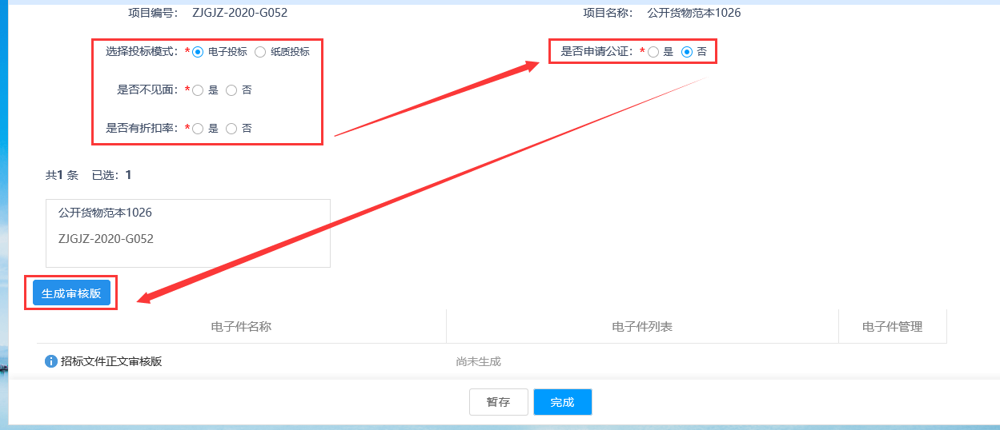 项目编号： ZJGJZ-2020-G052 项目名称： 公开货物范本1026
选择投标模式：* 电子投标 纸质投标 是否申请公证：* 是 否
是否不见面：* 是 否
是否有折扣率：* 是 否
共1 条 已选：1
公开货物范本1026
ZJGJZ-2020-G052
生成审核版
电子件名称 电子件列表 电子件管理
招标文件正文审核版 尚未生成
暂存 完成